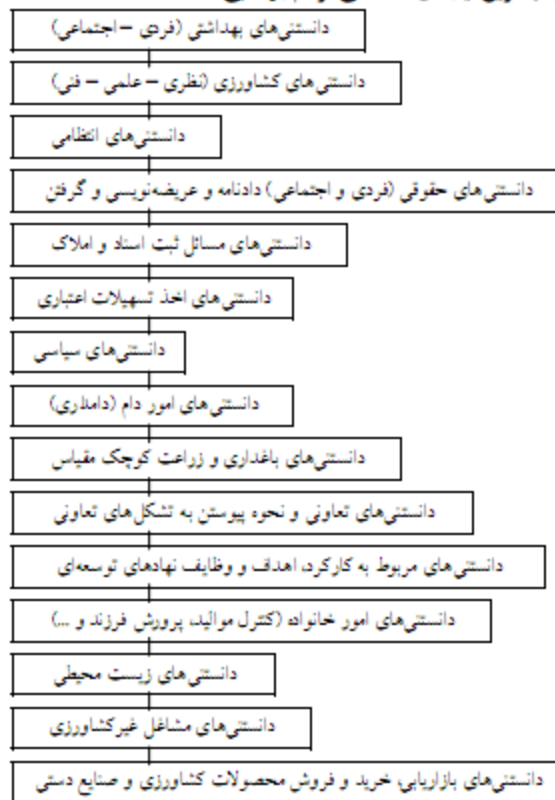 دانستنی‌های بهداشتی (فردی – اجتماعی)
دانستنی‌های کشاورزی (نظری – علمی – فنی)
دانستنی‌های انتظامی
دانستنی‌های حقوقی (فردی و اجتماعی) دادنامه و عریضه‌نویسی و گرفتن
دانستنی‌های مسائل ثبت اسناد و املاک
دانستنی‌های اخذ تسهیلات اعتباری
دانستنی‌های سیاسی
دانستنی‌های امور دام (دامداری)
دانستنی‌های باغداری و زراعت کوچک مقیاس
دانستنی‌های تعاونی و نحوه پیوستن به تشکل‌های تعاونی
دانستنی‌های مربوط به کارکرد، اهداف و وظایف نهادهای توسعه‌ای
دانستنی‌های امور خانواده (کنترل موالید، پرورش فرزند و ...)
دانستنی‌های زیست محیطی
دانستنی‌های مشاغل غیرکشاورزی
دانستنی‌های بازاریابی، خرید و فروش محصولات کشاورزی و صنایع دستی